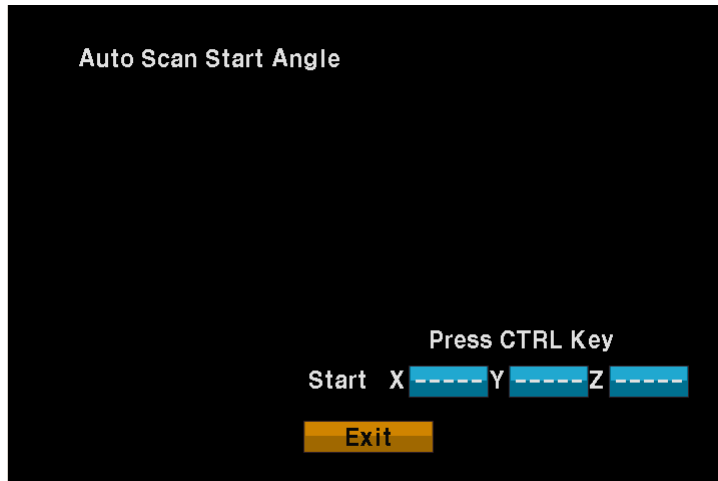 Auto Scan Start Angle
Press CTRL Key
Start X ----- Y ----- Z -----
Exit